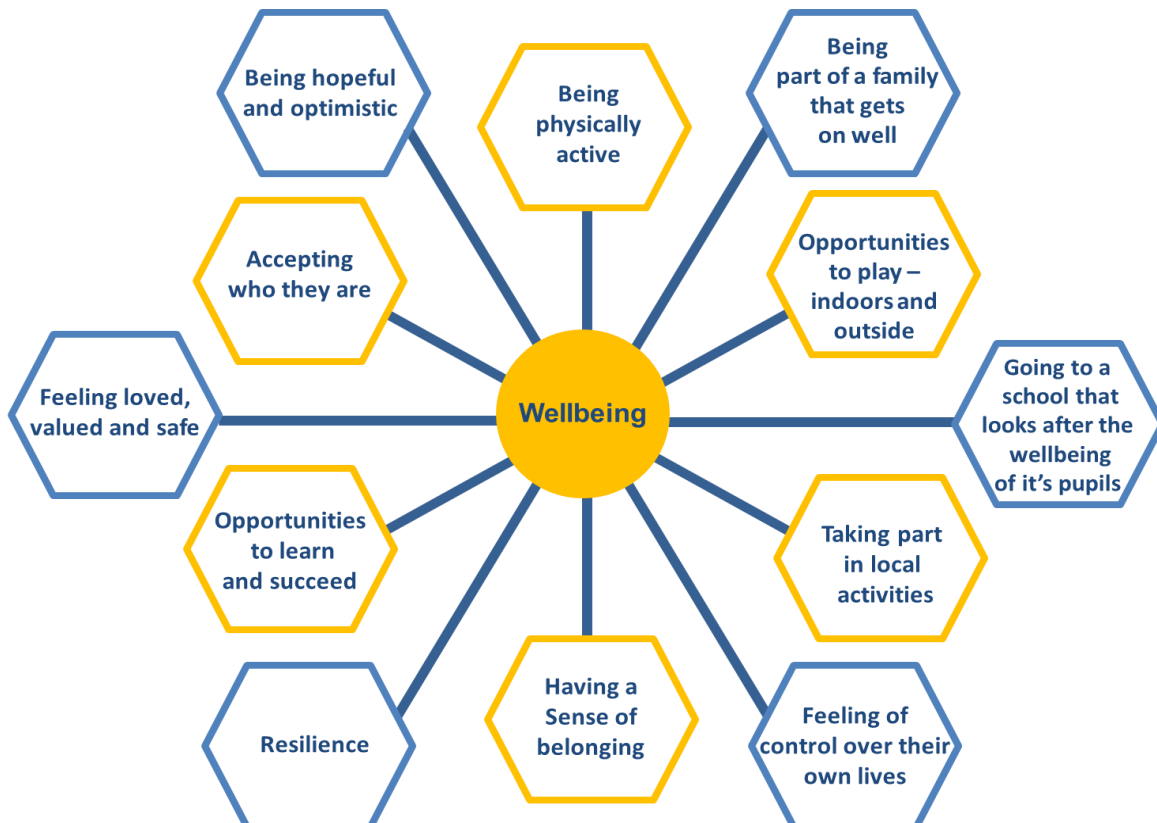 Being hopeful
and optimistic
Being
physically
active
Being
part of a family
that gets
on well
Accepting
who they are
Opportunities
to play –
indoors and
outside
Feeling loved,
valued and safe
Wellbeing
Going to a
school that
looks after the
wellbeing
of it’s pupils
Opportunities
to learn
and succeed
Taking part
in local
activities
Resilience
Having a
Sense of
belonging
Feeling of
control over their
own lives